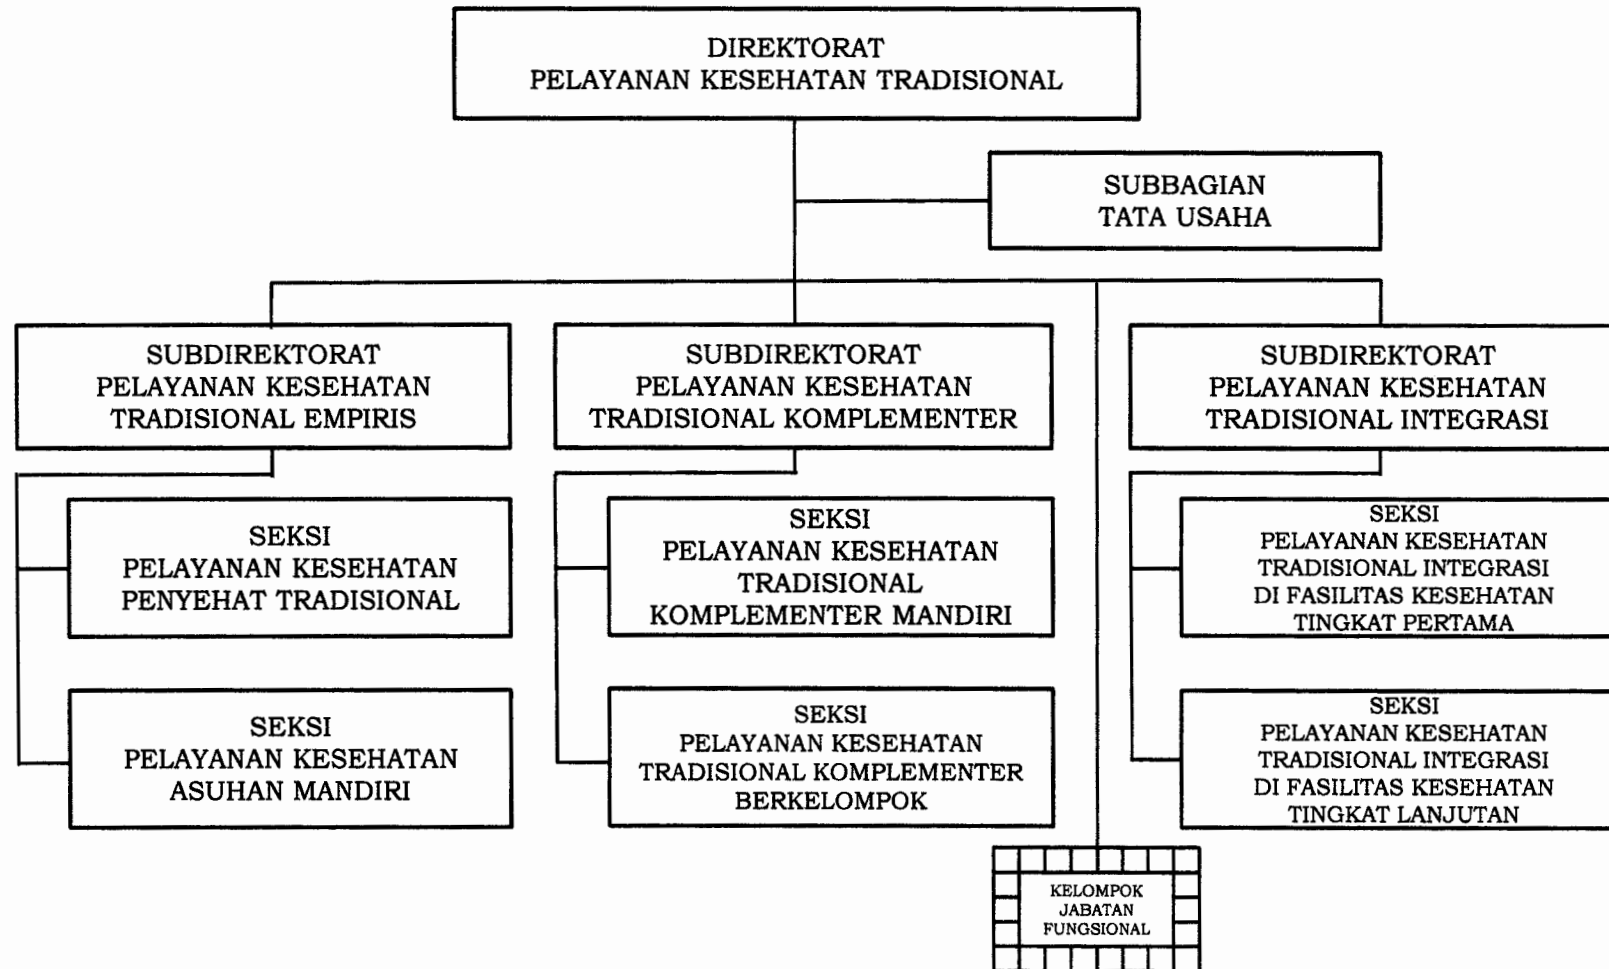 DIREKTORAT
PELAYANAN KESEHATAN TRADISIONAL
SUBBAGIAN
TATA USAHA
SUBDIREKTORAT
PELAYANAN KESEHATAN
TRADISIONAL EMPIRIS
SUBDIREKTORAT
PELAYANAN KESEHATAN
TRADISIONAL KOMPLEMENTER
SUBDIREKTORAT
PELAYANAN KESEHATAN
TRADISIONAL INTEGRASI
SEKSI
PELAYANAN KESEHATAN
PENYEHAT TRADISIONAL
SEKSI
PELAYANAN KESEHATAN
TRADISIONAL
KOMPLEMENTER MANDIRI
SEKSI
PELAYANAN KESEHATAN
TRADISIONAL INTEGRASI
DI FASILITAS KESEHATAN
TINGKAT PERTAMA
SEKSI
PELAYANAN KESEHATAN
ASUHAN MANDIRI
SEKSI
PELAYANAN KESEHATAN
TRADISIONAL KOMPLEMENTER
BERKELOMPOK
SEKSI
PELAYANAN KESEHATAN
TRADISIONAL INTEGRASI
DI FASILITAS KESEHATAN
TINGKAT LANJUTAN
KELOMPOK
JABATAN
FUNGSIONAL